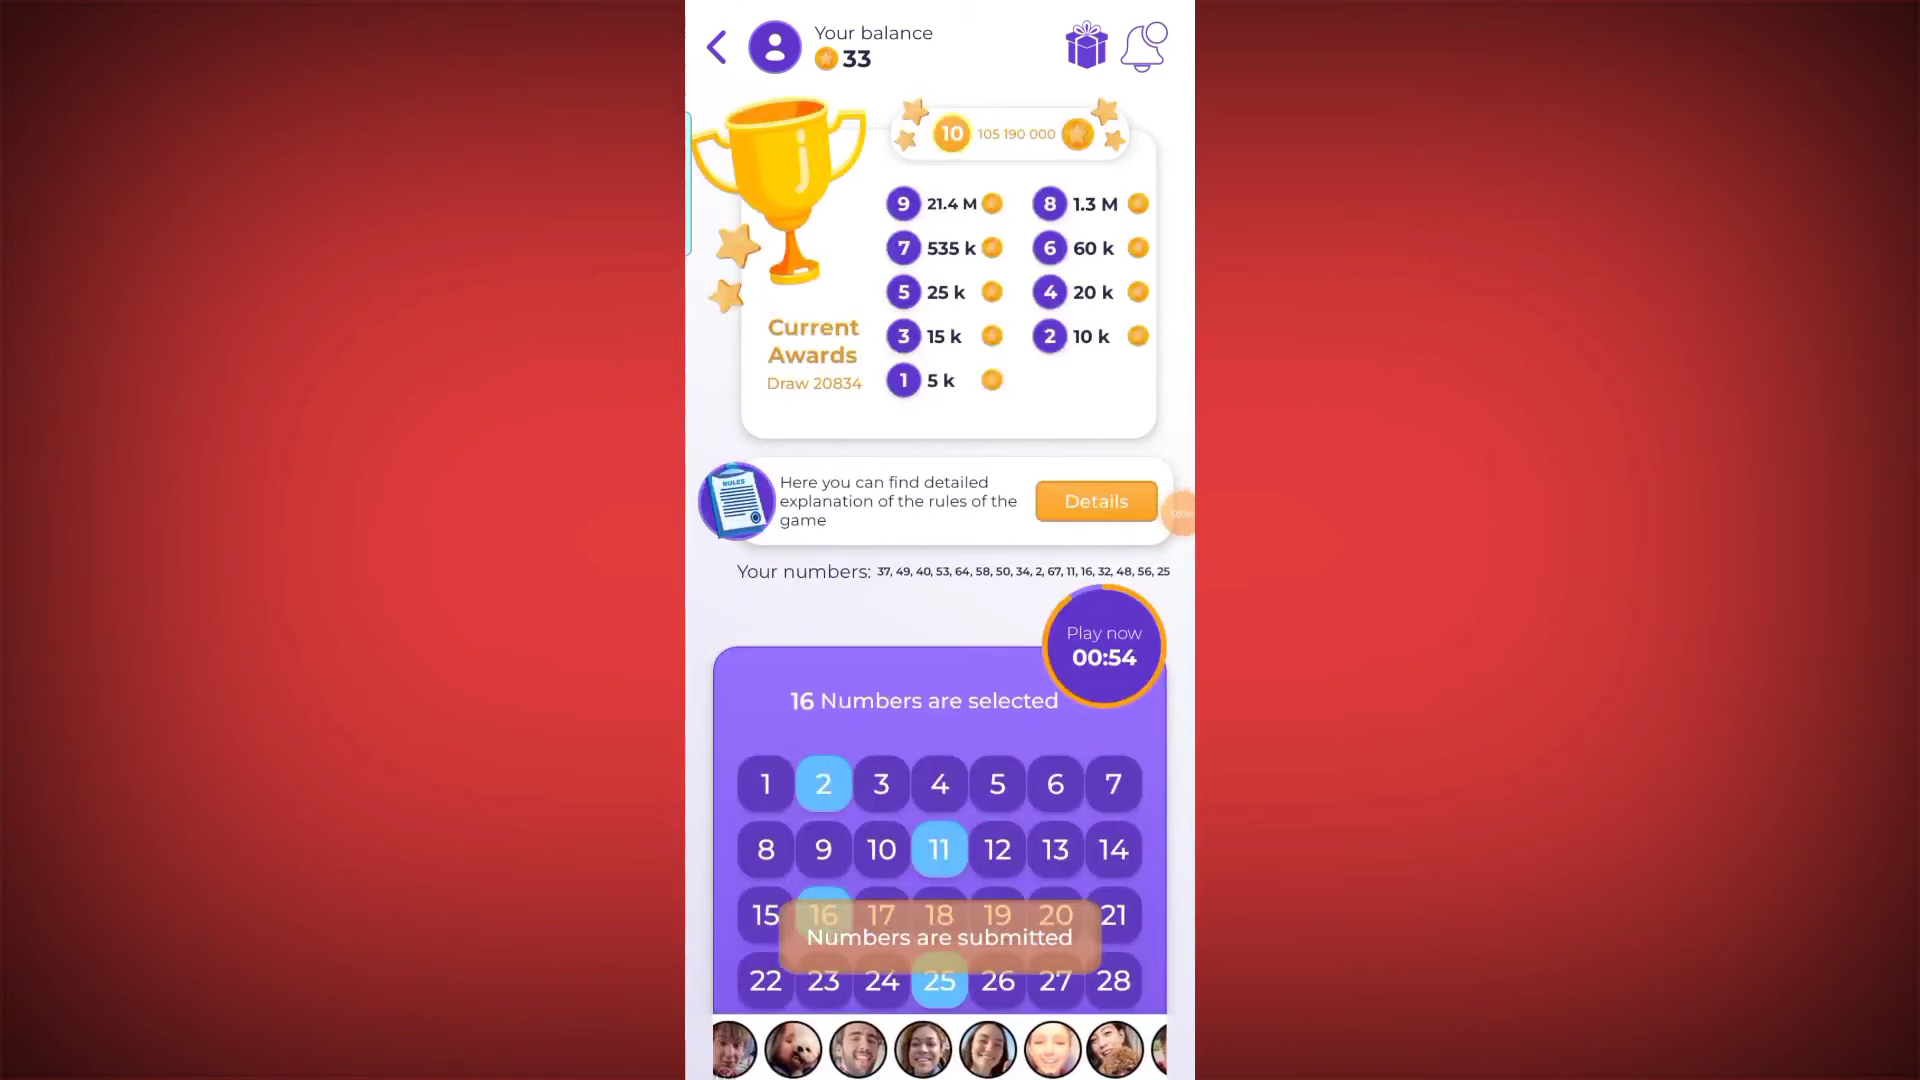 Your balance
33
10 105 190 000
9 21.4 M 8 1.3 M
7 535 k 6 60 k
5 25 k 4 20 k
3 15 k 2 10 k
1 5 k
Current
Awards
Draw 20834
RULES
Here you can find detailed
explanation of the rules of the
game
Details
Your numbers: 37, 49, 40, 53, 64, 58, 50, 34, 2, 67, 11, 16, 32, 48, 56, 25
Play now
00:54
16 Numbers are selected
1 2 3 4 5 6 7
8 9 10 11 12 13 14
15 16 17 18 19 20 21
Numbers are submitted
22 23 24 25 26 27 28